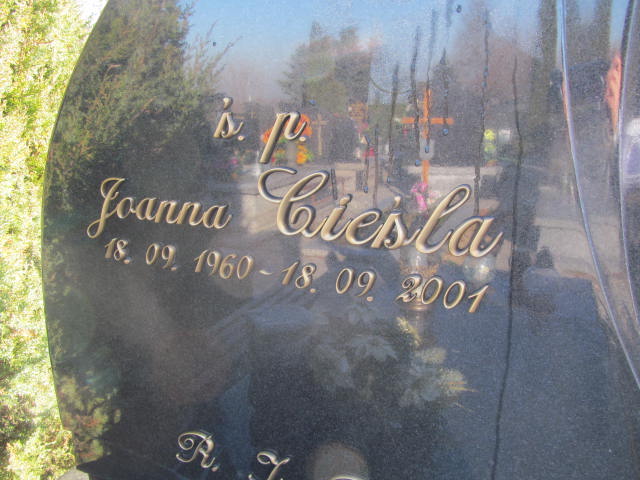 ś. p.
Joanna Cieśla
18. 09. 1960 - 18. 09. 2001
R. I.